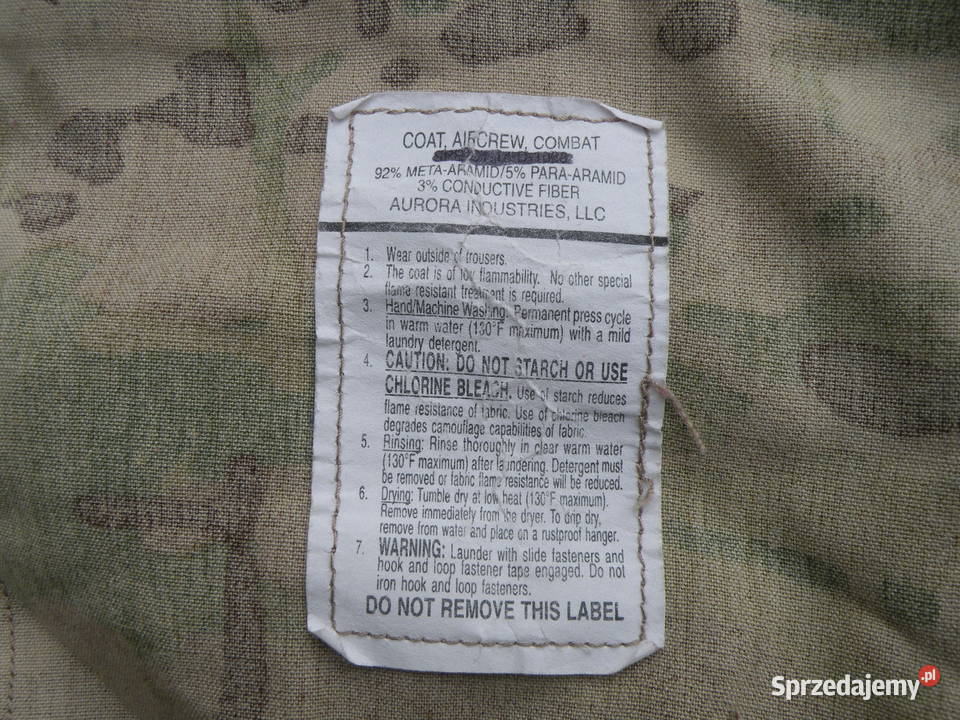 COAT, AIRCREW, COMBAT
92% META-ARAMID/5% PARA-ARAMID
3% CONDUCTIVE FIBER
AURORA INDUSTRIES, LLC
1. Wear outside of trousers.
2. The coat is of low flammability. No other special
flame resistant treatment is required.
3. Hand/Machine Washing: Permanent press cycle
in warm water (130°F maximum) with a mild
laundry detergent.
4. CAUTION: DO NOT STARCH OR USE
CHLORINE BLEACH. Use of starch reduces
flame resistance of fabric. Use of chlorine bleach
degrades camouflage capabilities of fabric.
5. Rinsing: Rinse thoroughly in clear warm water
(130°F maximum) after laundering. Detergent must
be removed or fabric flame resistance will be reduced.
6. Drying: Tumble dry at low heat (130°F maximum).
Remove immediately from the dryer. To drip dry,
remove from water and place on a rustproof hanger.
7. WARNING: Launder with slide fasteners and
hook and loop fastener tape engaged. Do not
iron hook and loop fasteners.
DO NOT REMOVE THIS LABEL
Sprzedajemy.pl